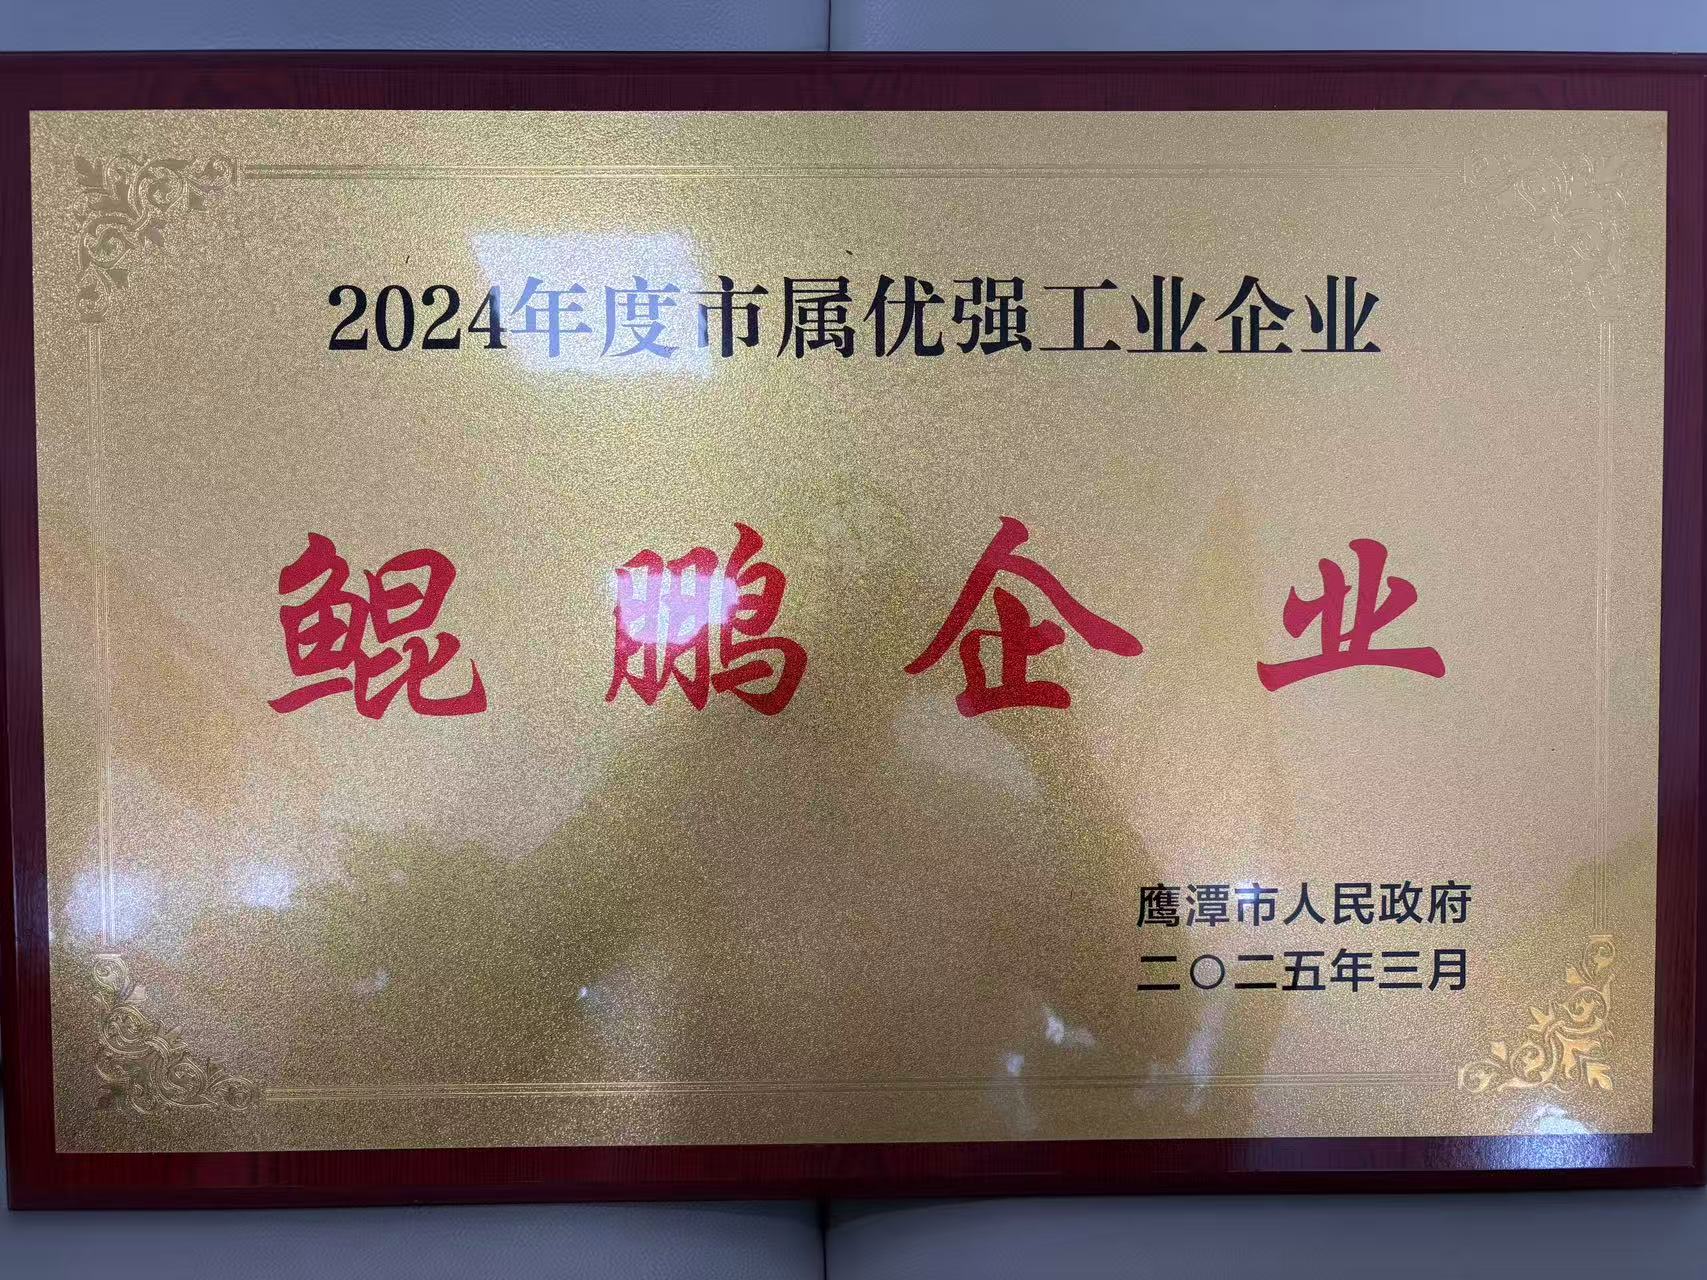 2024年度市属优强工业企业
鲲鹏企业
鹰潭市人民政府
二〇二五年三月